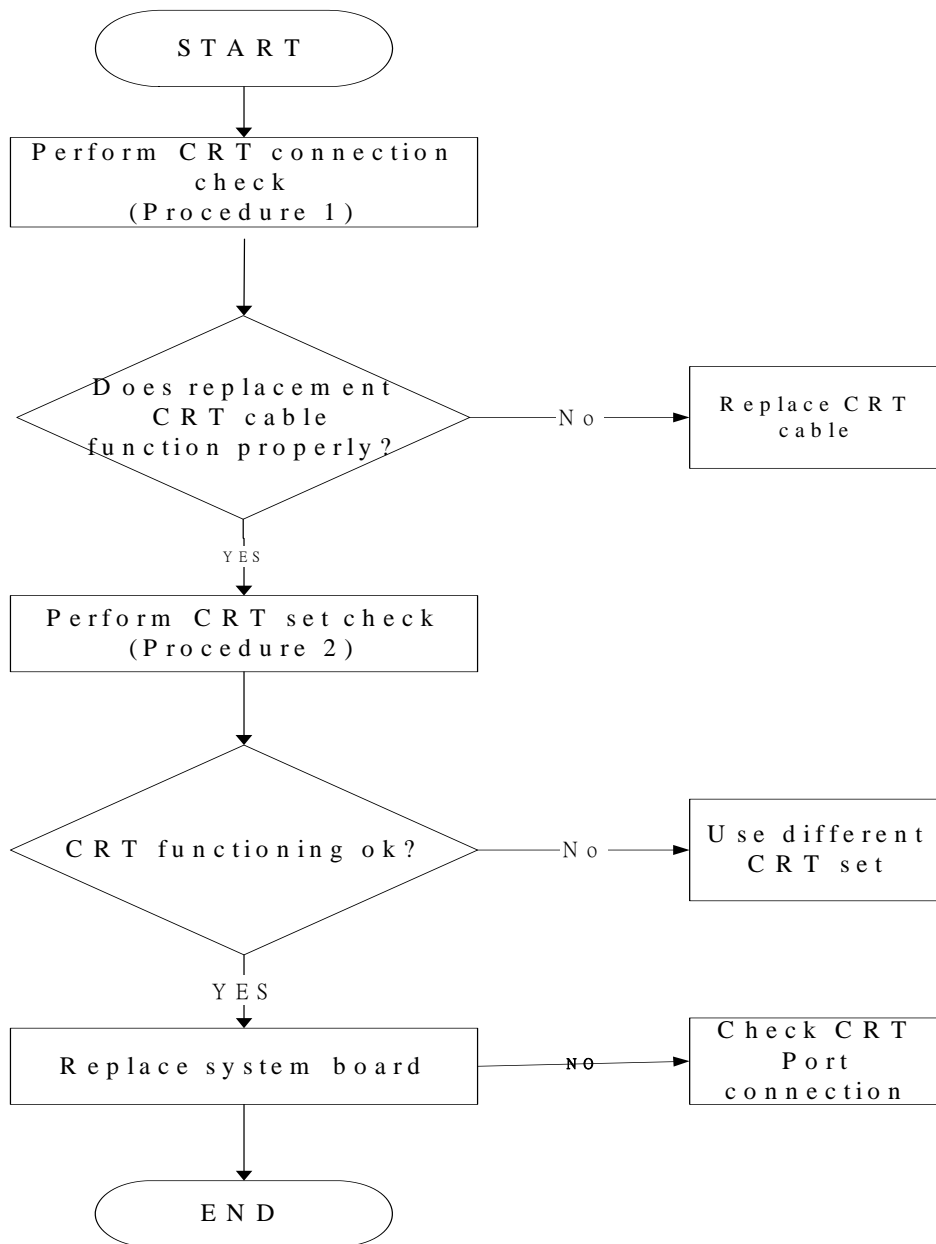 START
Perform CRT connection
check
(Procedure 1)
Does replacement
CRT cable
function properly?
No
Replace CRT
cable
YES
Perform CRT set check
(Procedure 2)
CRT functioning ok?
No
Use different
CRT set
YES
Replace system board
NO
Check CRT
Port
connection
END